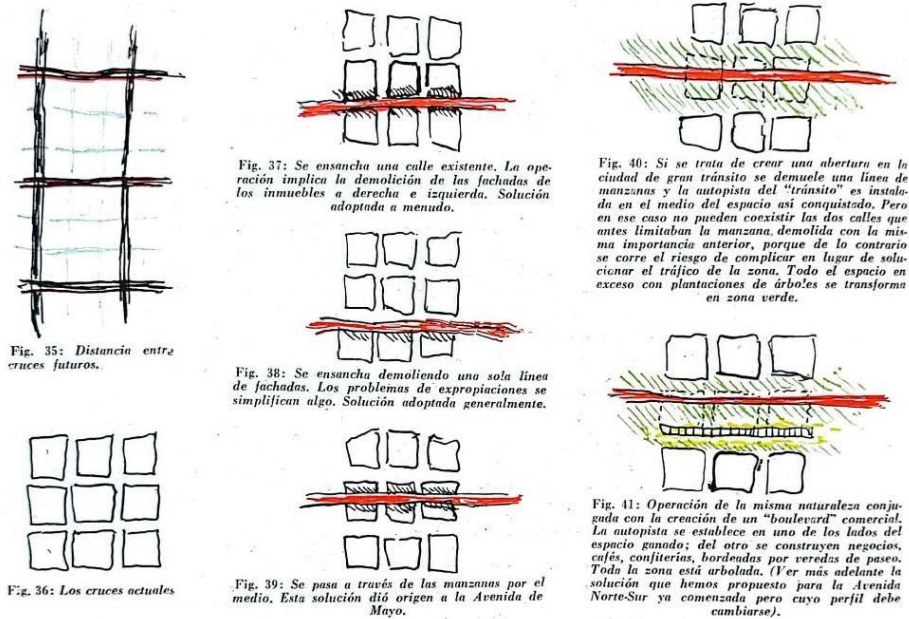 Fig. 35: Distancia entre
cruces futuros.
Fig. 36: Los cruces actuales
Fig. 37: Se ensancha una calle existente. La ope-
ración implica la demolición de las fachadas de
los inmuebles a derecha e izquierda. Solución
adoptada a menudo.
Fig. 38: Se ensancha demoliendo una sola línea
de fachadas. Los problemas de expropiaciones se
simplifican algo. Solución adoptada generalmente.
Fig. 39: Se pasa a través de las manzanas por el
medio. Esta solución dió origen a la Avenida de
Mayo.
Fig. 40: Si se trata de crear una abertura en la
ciudad de gran tránsito se demuele una línea de
manzanas y la autopista del "tránsito" es instala-
da en el medio del espacio así conquistado. Pero
en ese caso no pueden coexistir las dos calles que
antes limitaban la manzana demolida con la mis-
ma importancia anterior, porque de lo contrario
se corre el riesgo de complicar en lugar de solu-
cionar el tráfico de la zona. Todo el espacio en
exceso con plantaciones de árboles se transforma
en zona verde.
Fig. 41: Operación de la misma naturaleza conju-
gada con la creación de un "boulevard" comercial.
La autopista se establece en uno de los lados del
espacio ganado; del otro se construyen negocios,
cafés, confiterías, bordeadas por veredas de paseo.
Toda la zona está arbolada. (Ver más adelante la
solución que hemos propuesto para la Avenida
Norte-Sur ya comenzada pero cuyo perfil debe
cambiarse).